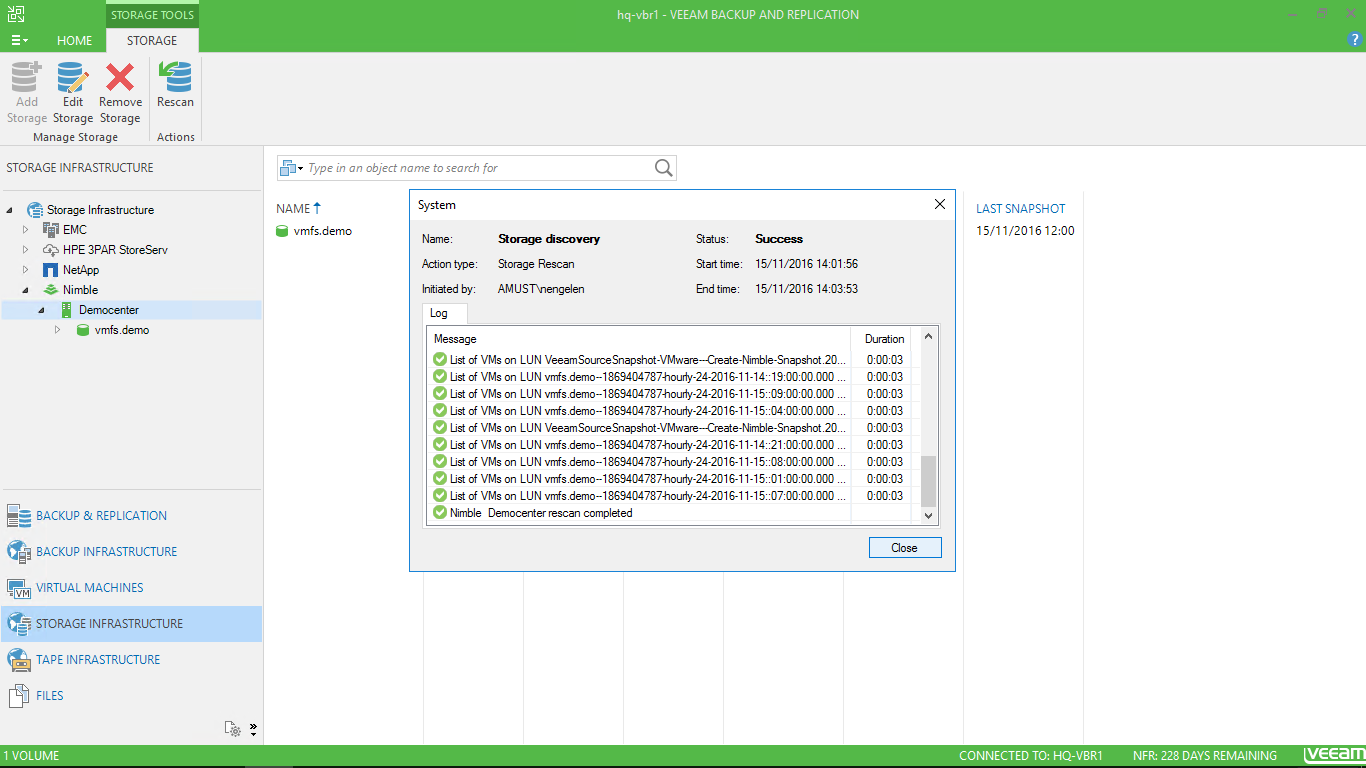 STORAGE TOOLS
hq-vbr1 - VEEAM BACKUP AND REPLICATION
HOME
STORAGE
Add Storage
Edit Storage
Remove Storage
Rescan
Manage Storage
Actions
STORAGE INFRASTRUCTURE
Storage Infrastructure
EMC
HPE 3PAR StoreServ
NetApp
Nimble
Democenter
vmfs.demo
BACKUP & REPLICATION
BACKUP INFRASTRUCTURE
VIRTUAL MACHINES
STORAGE INFRASTRUCTURE
TAPE INFRASTRUCTURE
FILES
Type in an object name to search for
NAME
LAST SNAPSHOT
vmfs.demo
15/11/2016 12:00
System
Name: Storage discovery Status: Success
Action type: Storage Rescan Start time: 15/11/2016 14:01:56
Initiated by: AMUST\nengelen End time: 15/11/2016 14:03:53
Log
Message Duration
List of VMs on LUN VeeamSourceSnapshot-VMware---Create-Nimble-Snapshot.20... 0:00:03
List of VMs on LUN vmfs.demo--1869404787-hourly-24-2016-11-14::19:00:00.000 ... 0:00:03
List of VMs on LUN vmfs.demo--1869404787-hourly-24-2016-11-15::09:00:00.000 ... 0:00:03
List of VMs on LUN vmfs.demo--1869404787-hourly-24-2016-11-15::04:00:00.000 ... 0:00:03
List of VMs on LUN VeeamSourceSnapshot-VMware---Create-Nimble-Snapshot.20... 0:00:03
List of VMs on LUN vmfs.demo--1869404787-hourly-24-2016-11-14::21:00:00.000 ... 0:00:03
List of VMs on LUN vmfs.demo--1869404787-hourly-24-2016-11-15::08:00:00.000 ... 0:00:03
List of VMs on LUN vmfs.demo--1869404787-hourly-24-2016-11-15::01:00:00.000 ... 0:00:03
List of VMs on LUN vmfs.demo--1869404787-hourly-24-2016-11-15::07:00:00.000 ... 0:00:03
Nimble Democenter rescan completed
Close
1 VOLUME
CONNECTED TO: HQ-VBR1
NFR: 228 DAYS REMAINING
veeam